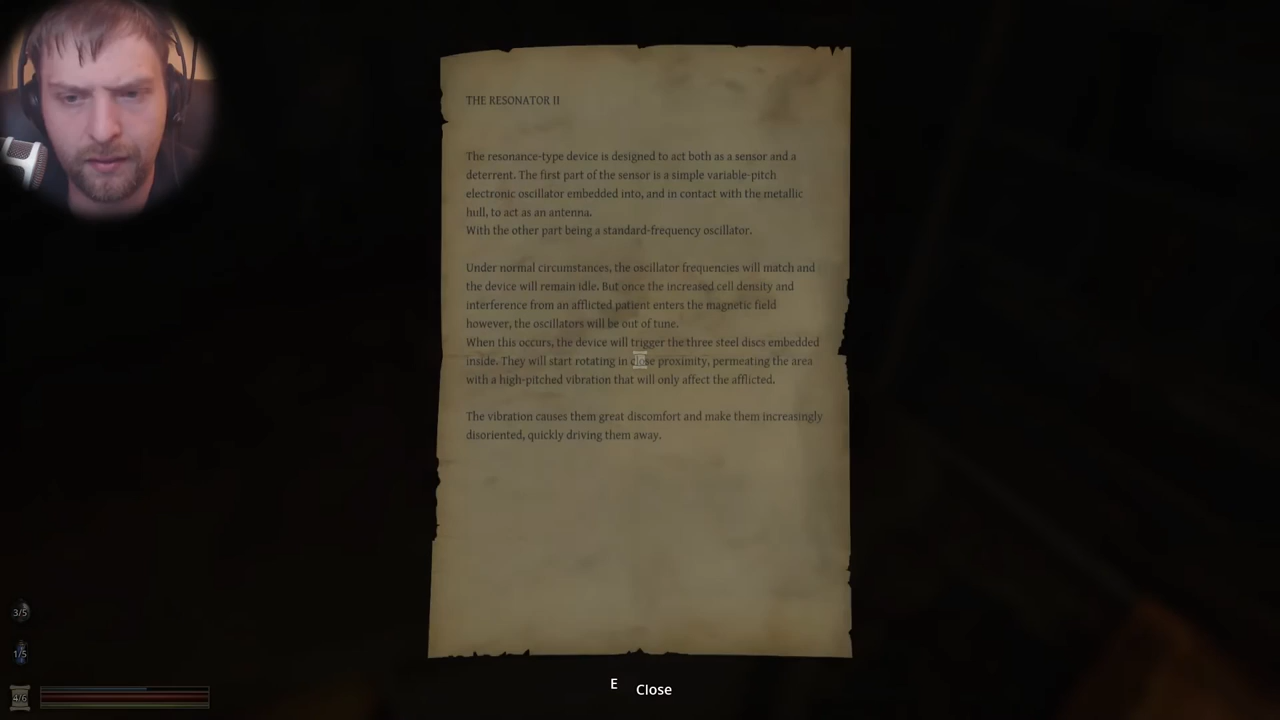 THE RESONATOR II
The resonance-type device is designed to act both as a sensor and a
deterrent. The first part of the sensor is a simple variable-pitch
electronic oscillator embedded into, and in contact with the metallic
hull, to act as an antenna.
With the other part being a standard-frequency oscillator.
Under normal circumstances, the oscillator frequencies will match and
the device will remain idle. But once the increased cell density and
interference from an afflicted patient enters the magnetic field
however, the oscillators will be out of tune.
When this occurs, the device will trigger the three steel discs embedded
inside. They will start rotating in close proximity, permeating the area
with a high-pitched vibration that will only affect the afflicted.
The vibration causes them great discomfort and make them increasingly
disoriented, quickly driving them away.
3/5
1/5
4/6
E Close